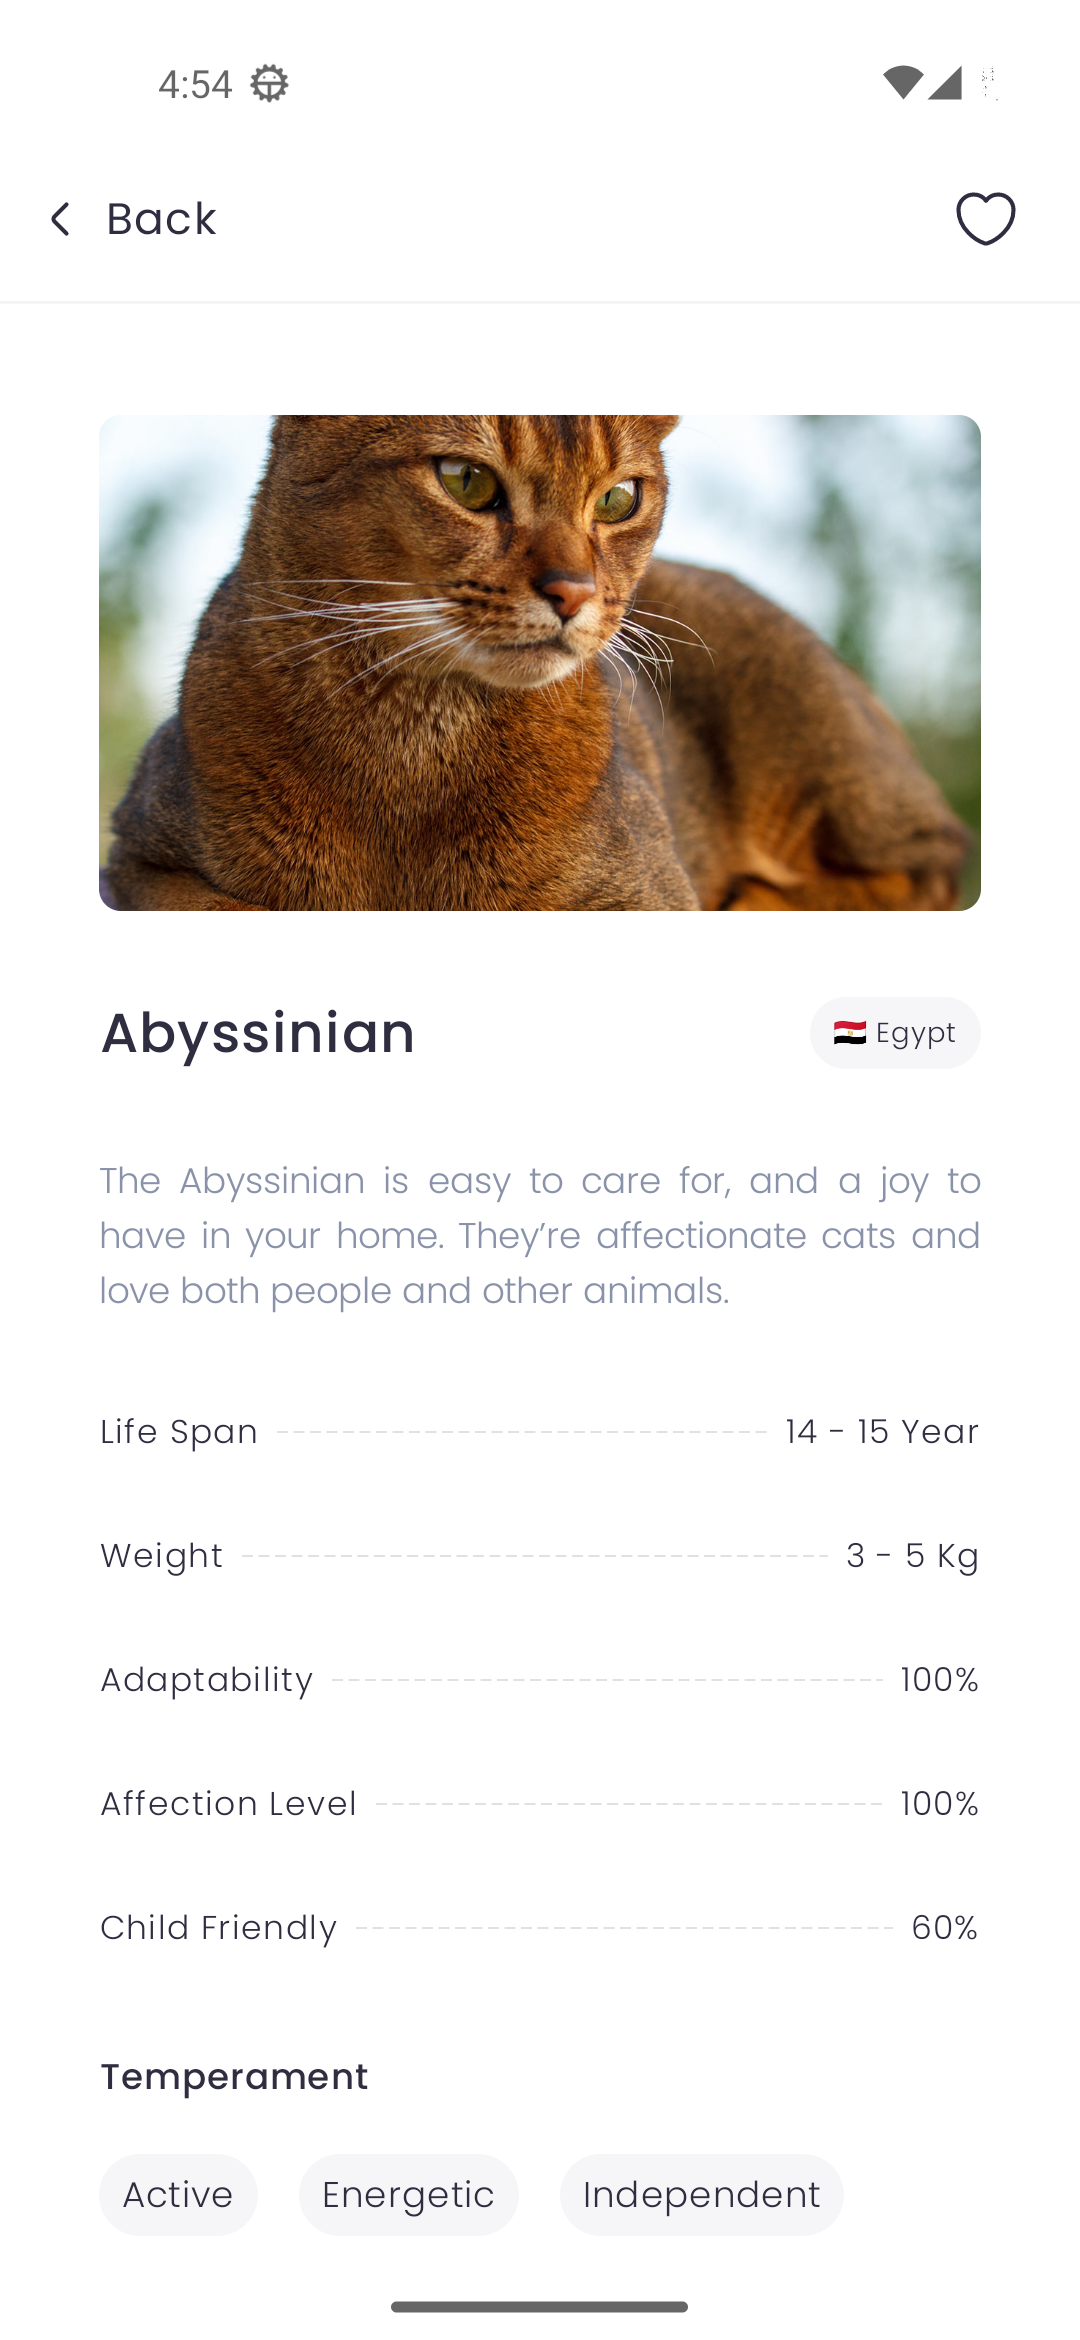 4:54
Back
Abyssinian
🇪🇬 Egypt
The Abyssinian is easy to care for, and a joy to
have in your home. They’re affectionate cats and
love both people and other animals.
Life Span 14 - 15 Year
Weight 3 - 5 Kg
Adaptability 100%
Affection Level 100%
Child Friendly 60%
Temperament
Active Energetic Independent